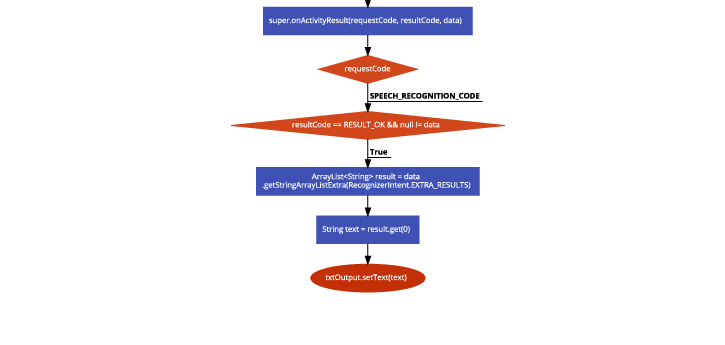 super.onActivityResult(requestCode, resultCode, data)
requestCode
SPEECH_RECOGNITION_CODE
resultCode == RESULT_OK && null != data
True
ArrayList<String> result = data
.getStringArrayListExtra(RecognizerIntent.EXTRA_RESULTS)
String text = result.get(0)
txtOutput.setText(text)